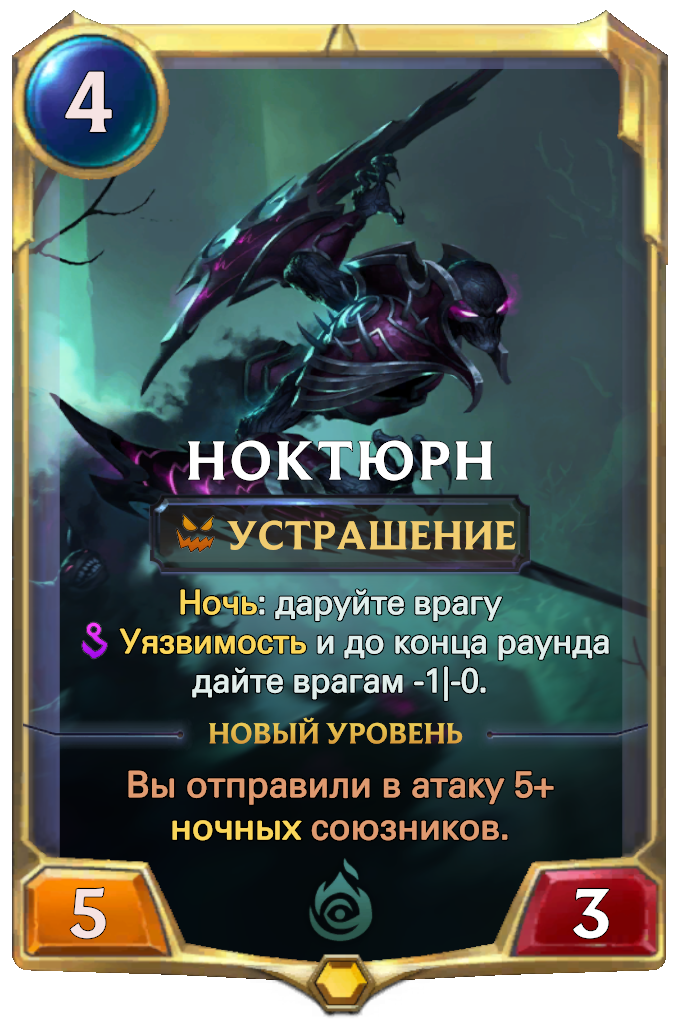 4
НОКТЮРН
УСТРАШЕНИЕ
Ночь: даруйте врагу
Уязвимость и до конца раунда
дайте врагам -1|-0.
НОВЫЙ УРОВЕНЬ
Вы отправили в атаку 5+
ночных союзников.
5
3